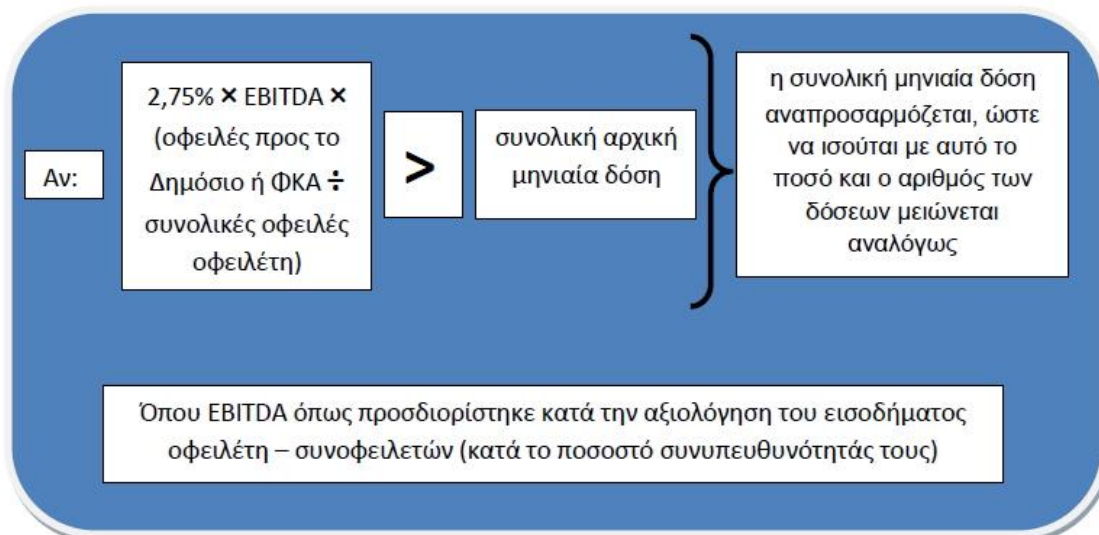 Αν:
2,75% × EBITDA ×
(οφειλές προς το
Δημόσιο ή ΦΚΑ ÷
συνολικές οφειλές
οφειλέτη)
>
συνολική αρχική
μηνιαία δόση
η συνολική μηνιαία δόση
αναπροσαρμόζεται, ώστε
να ισούται με αυτό το
ποσό και ο αριθμός των
δόσεων μειώνεται
αναλόγως
Όπου EBITDA όπως προσδιορίστηκε κατά την αξιολόγηση του εισοδήματος
οφειλέτη – συνοφειλετών (κατά το ποσοστό συνυπευθυνότητάς τους)